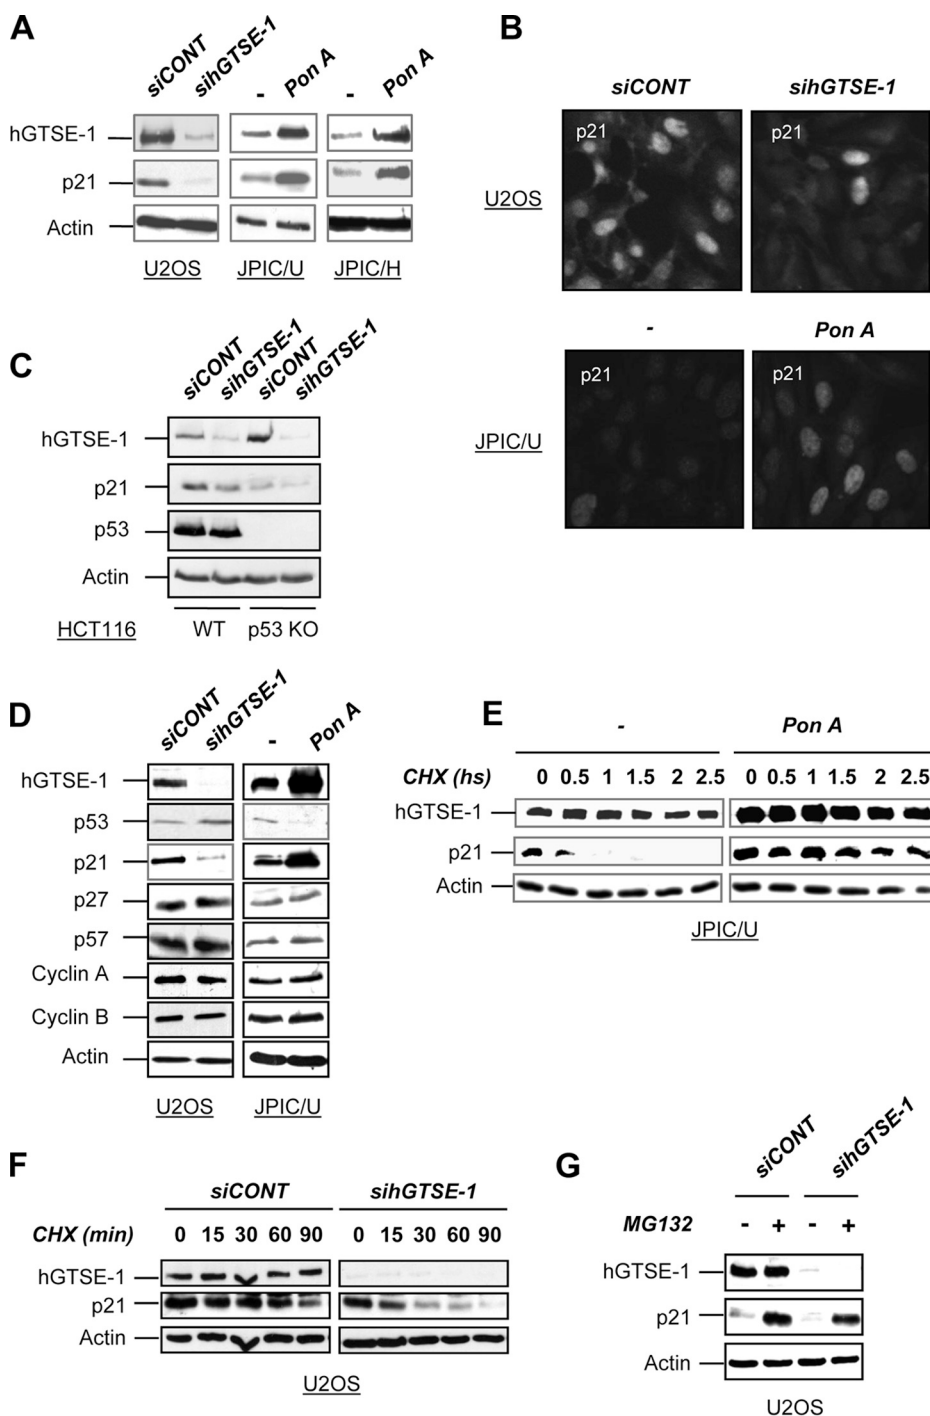 A
siCONT sihGTSE-1 - Pon A - Pon A
hGTSE-1
p21
Actin
U2OS JPIC/U JPIC/H
B
siCONT sihGTSE-1
p21 p21
U2OS
- Pon A
p21 p21
JPIC/U
C
siCONT sihGTSE-1 siCONT sihGTSE-1
hGTSE-1
p21
p53
Actin
HCT116 WT p53 KO
D
siCONT sihGTSE-1 - Pon A
hGTSE-1
p53
p21
p27
p57
Cyclin A
Cyclin B
Actin
U2OS JPIC/U
E
- Pon A
CHX (hs) 0 0.5 1 1.5 2 2.5 0 0.5 1 1.5 2 2.5
hGTSE-1
p21
Actin
JPIC/U
F
siCONT sihGTSE-1
CHX (min) 0 15 30 60 90 0 15 30 60 90
hGTSE-1
p21
Actin
U2OS
G
siCONT sihGTSE-1
MG132 - + - +
hGTSE-1
p21
Actin
U2OS